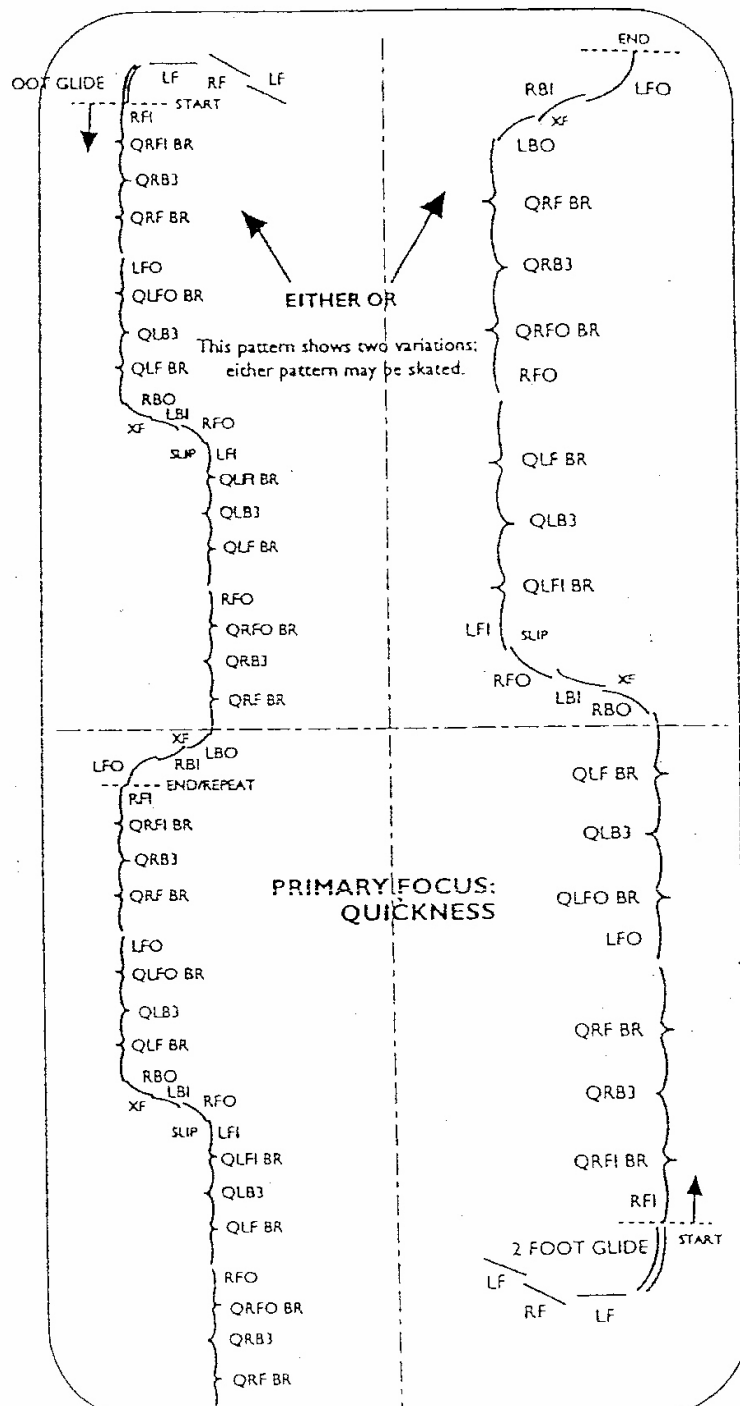 LF
RF
LF
OOT GLIDE
START
RFI
QRFI BR
QRB3
QRF BR
LFO
QLFO BR
QLB3
QLF BR
RBO
LBI
RFO
XF
SLIP
LFI
QLFI BR
QLB3
QLF BR
RFO
QRFO BR
QRB3
QRF BR
XF
LBO
RBI
LFO
END/REPEAT
RFI
QRFI BR
QRB3
QRF BR
LFO
QLFO BR
QLB3
QLF BR
RBO
LBI
RFO
XF
SLIP
LFI
QLFI BR
QLB3
QLF BR
RFO
QRFO BR
QRB3
QRF BR
EITHER OR
This pattern shows two variations;
either pattern may be skated.
PRIMARY FOCUS:
QUICKNESS
END
RBI
LFO
XF
LBO
QRF BR
QRB3
QRFO BR
RFO
QLF BR
QLB3
QLFI BR
LFI
SLIP
RFO
LBI
XF
RBO
QLF BR
QLB3
QLFO BR
LFO
QRF BR
QRB3
QRFI BR
RFI
START
2 FOOT GLIDE
LF
RF
LF